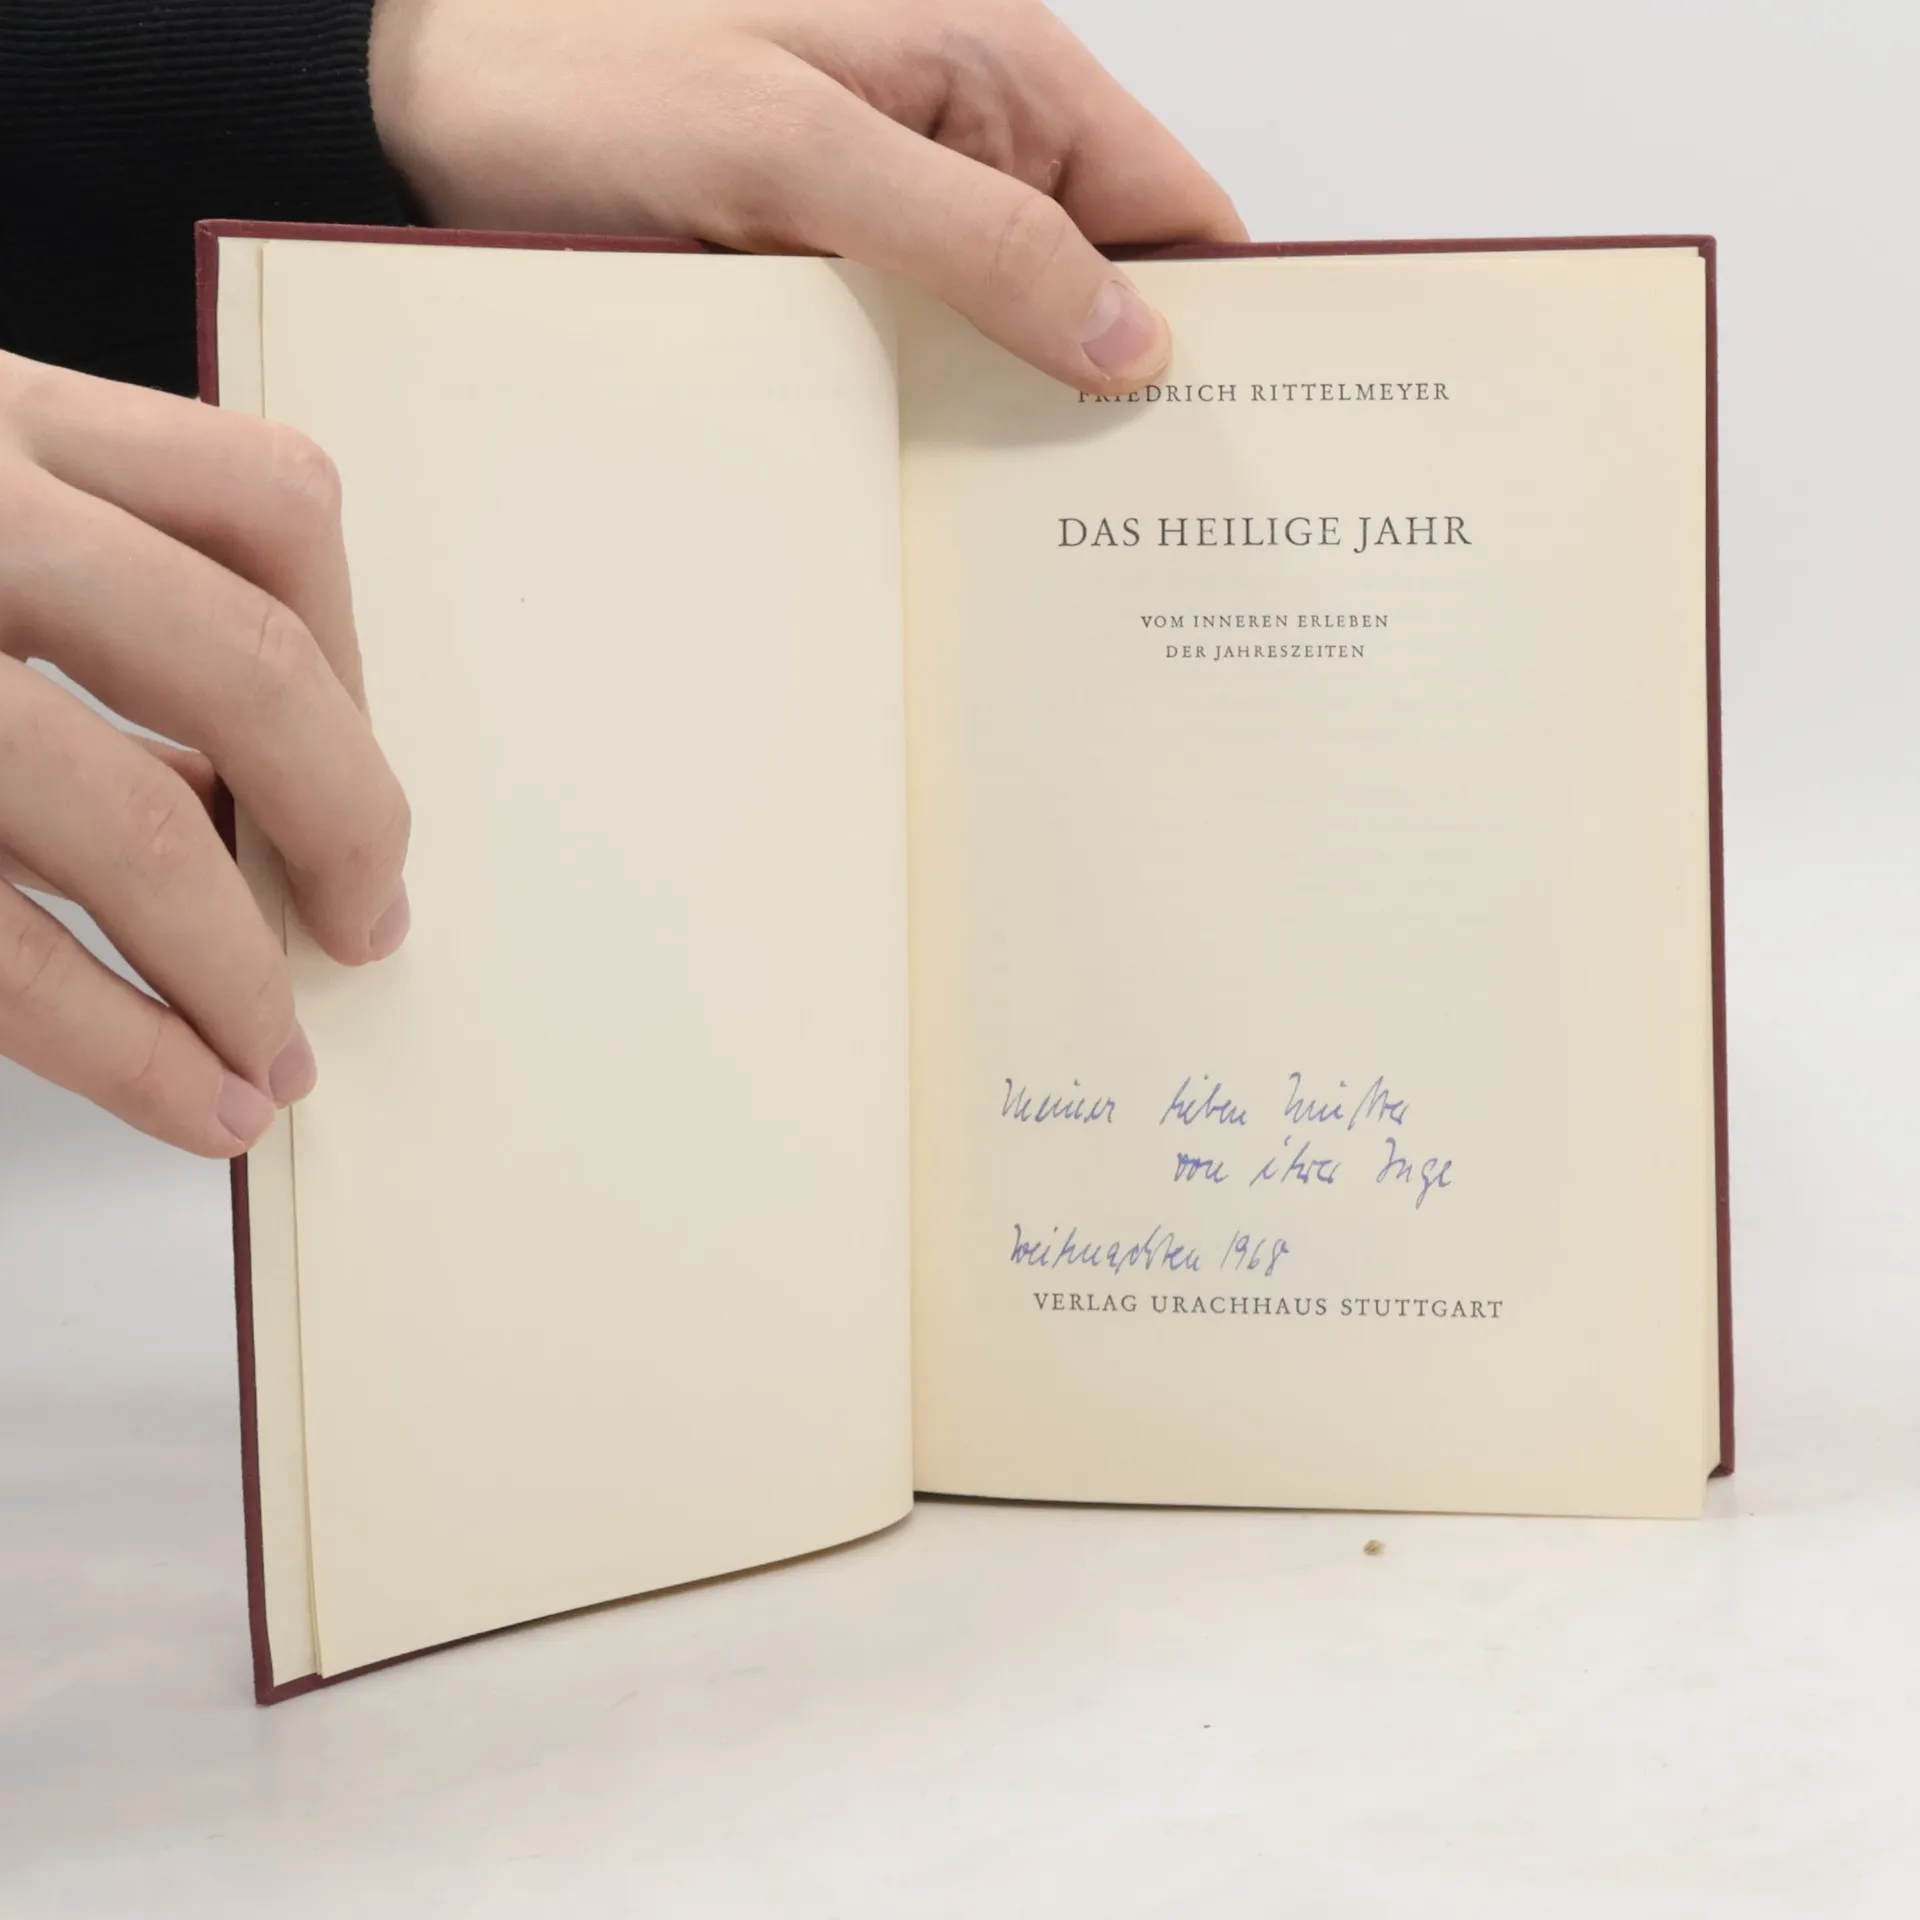 FRIEDRICH RITTELMEYER
DAS HEILIGE JAHR
VOM INNEREN ERLEBEN
DER JAHRESZEITEN
Meiner lieben
von ihrer Inge
Weihnachten 1968
VERLAG URACHHAUS STUTTGART